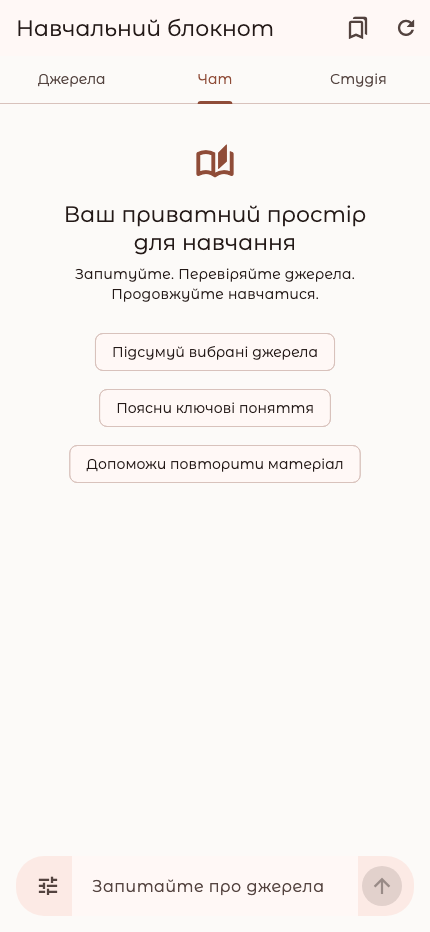 Навчальний блокнот
Джерела
Чат
Студія
Ваш приватний простір
для навчання
Запитуйте. Перевіряйте джерела.
Продовжуйте навчатися.
Підсумуй вибрані джерела
Поясни ключові поняття
Допоможи повторити матеріал
Запитайте про джерела